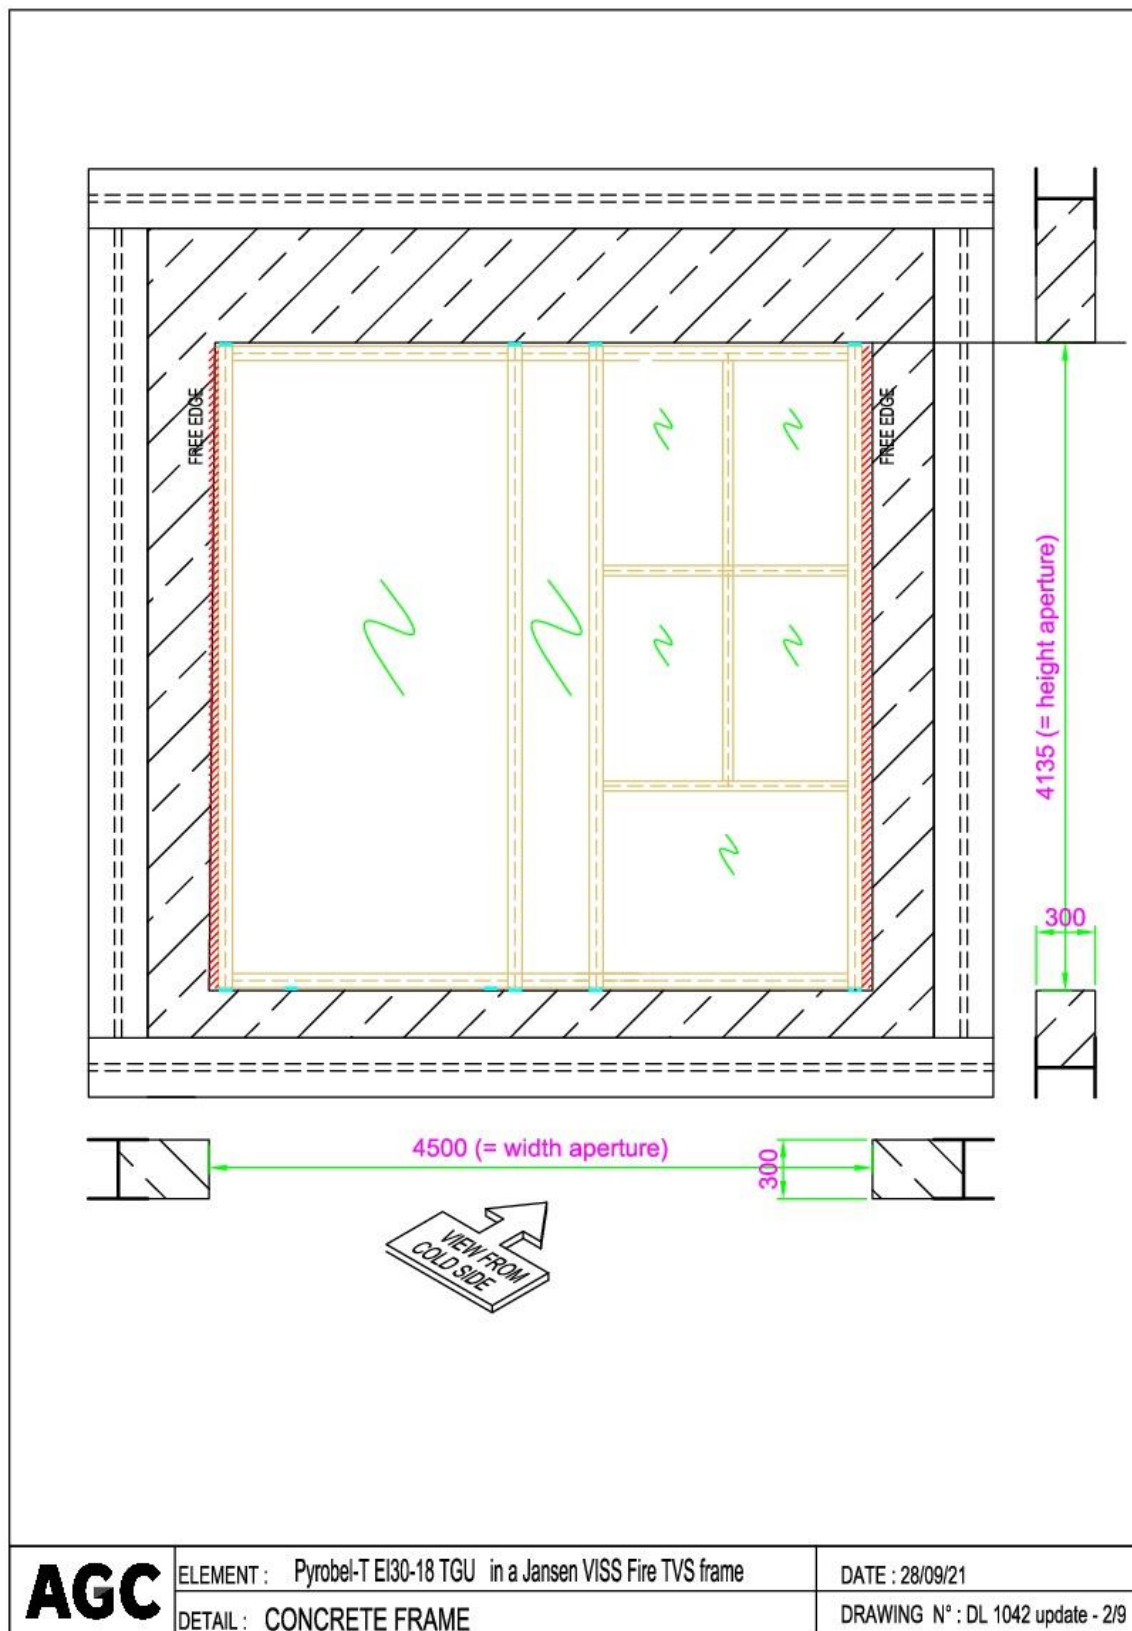 FREE EDGE
FREE EDGE
4135 (= height aperture)
300
4500 (= width aperture)
300
VIEW FROM
COLD SIDE
AGC
ELEMENT : Pyrobel-T EI30-18 TGU in a Jansen VISS Fire TVS frame
DATE : 28/09/21
DETAIL : CONCRETE FRAME
DRAWING N° : DL 1042 update - 2/9